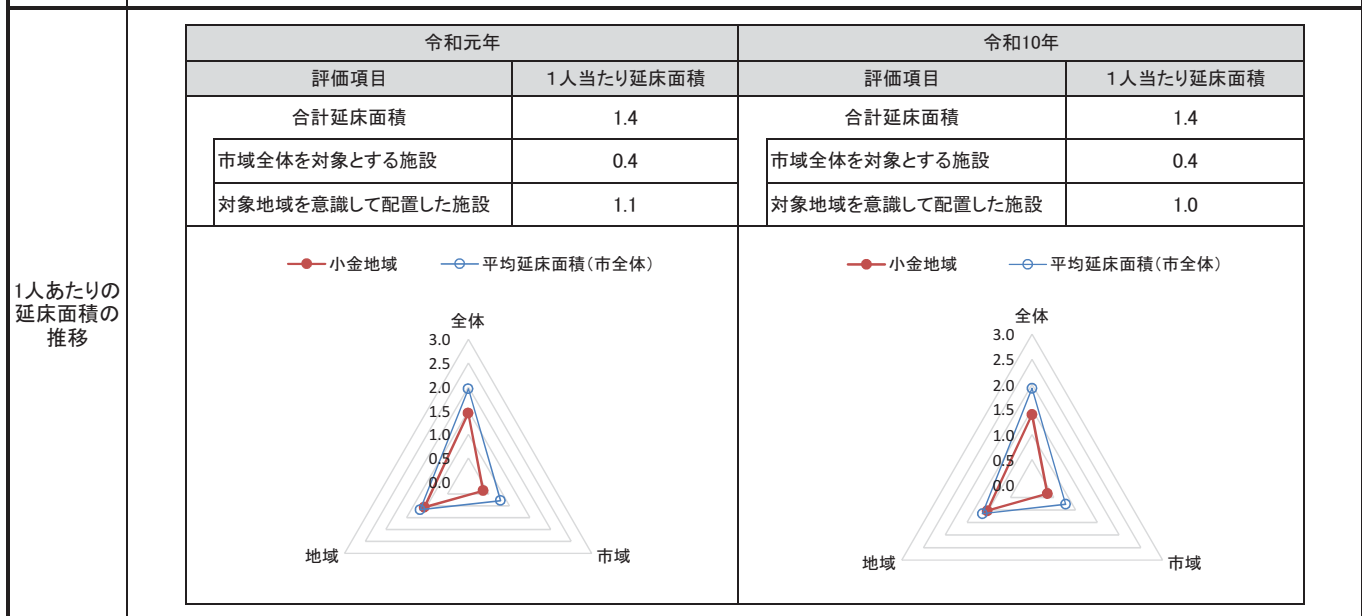 1人あたりの
延床面積の
推移
令和元年
令和10年
評価項目
1人当たり延床面積
評価項目
1人当たり延床面積
合計延床面積
1.4
合計延床面積
1.4
市域全体を対象とする施設
0.4
市域全体を対象とする施設
0.4
対象地域を意識して配置した施設
1.1
対象地域を意識して配置した施設
1.0
小金地域
平均延床面積(市全体)
全体
3.0
2.5
2.0
1.5
1.0
0.5
0.0
地域
市域
小金地域
平均延床面積(市全体)
全体
3.0
2.5
2.0
1.5
1.0
0.5
0.0
地域
市域